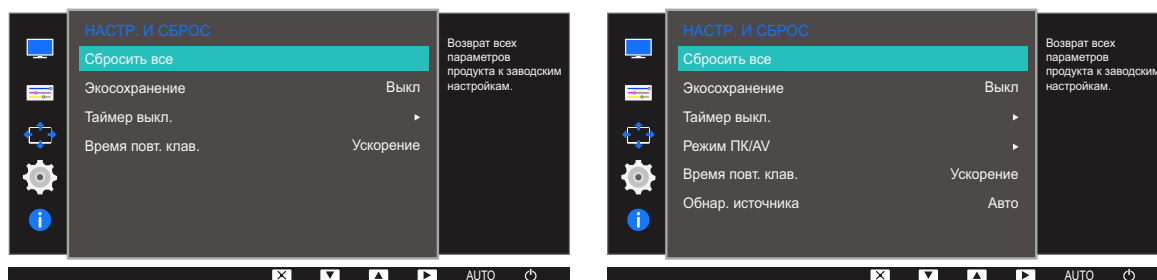 НАСТР. И СБРОС
Сбросить все
Экосохранение Выкл
Таймер выкл.
Время повт. клав. Ускорение
Возврат всех
параметров
продукта к заводским
настройкам.
AUTO
НАСТР. И СБРОС
Сбросить все
Экосохранение Выкл
Таймер выкл.
Режим ПК/AV
Время повт. клав. Ускорение
Обнар. источника Авто
Возврат всех
параметров
продукта к заводским
настройкам.
AUTO